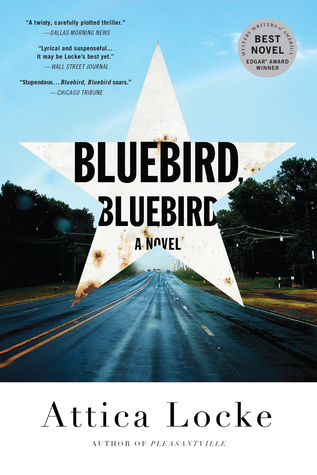 “A twisty, carefully plotted thriller.”
—DALLAS MORNING NEWS
“Lyrical and suspenseful...
It may be Locke’s best yet.”
—WALL STREET JOURNAL
“Stupendous... Bluebird, Bluebird soars.”
—CHICAGO TRIBUNE
MYSTERY WRITERS of AMERICA
BEST
NOVEL
EDGAR® AWARD
WINNER
BLUEBIRD,
BLUEBIRD
A NOVEL
Attica Locke
AUTHOR OF PLEASANTVILLE